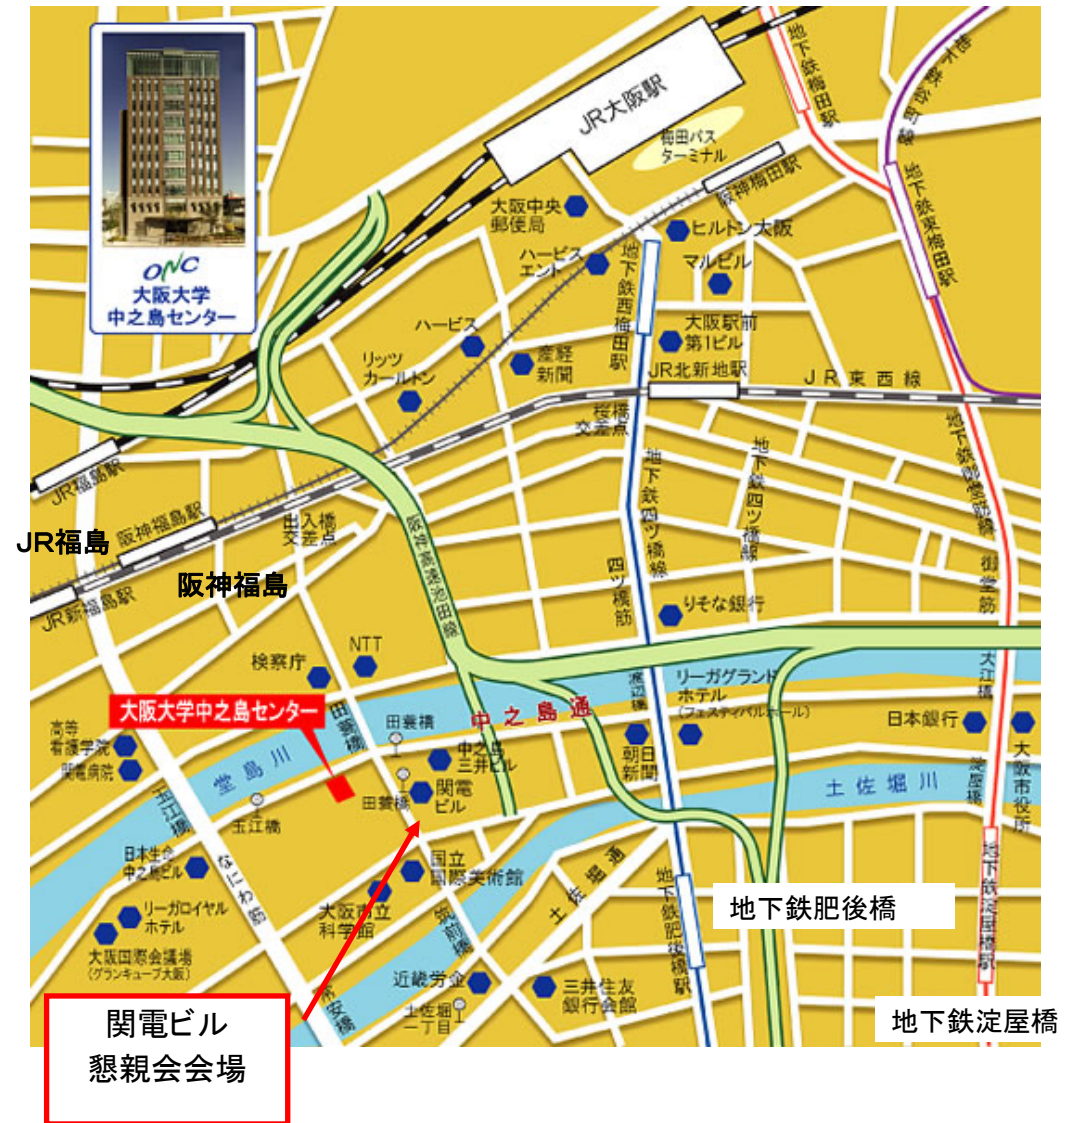 ONC
大阪大学
中之島センター
JR大阪駅
梅田バス
ターミナル
阪神梅田駅
地下鉄梅田駅
地下鉄谷町線
地下鉄東梅田駅
大阪中央
郵便局
ヒルトン大阪
ハービス
エント
地下鉄西梅田駅
マルビル
ハービス
大阪駅前
第1ビル
産経
新聞
リッツ
カールトン
JR北新地駅
JR東西線
桜橋
交差点
地下鉄御堂筋線
JR福島駅
阪神福島駅
出入橋
交差点
阪神高速池田線
地下鉄四ツ橋線
地下鉄四ツ橋線
JR福島
阪神福島
JR新福島駅
四ツ橋筋
御堂筋
りそな銀行
NTT
検察庁
大阪大学中之島センター
田蓑橋
田蓑橋
中之島通
渡辺橋
リーガグランド
ホテル
(フェスティバルホール)
大江橋
日本銀行
高等
看護学院
関電病院
堂島川
中之島
三井ビル
朝日
新聞
淀屋橋
大阪市役所
土佐堀川
田蓑橋
関電
ビル
玉江橋
玉江橋
日本生命
中之島ビル
なにわ筋
国立
国際美術館
大阪市立
科学館
筑前橋
土佐堀通
地下鉄肥後橋駅
地下鉄肥後橋
地下鉄淀屋橋駅
リーガロイヤル
ホテル
大阪国際会議場
(グランキューブ大阪)
近畿労金
三井住友
銀行会館
土佐堀
一丁目
常安橋
地下鉄淀屋橋
関電ビル
懇親会会場